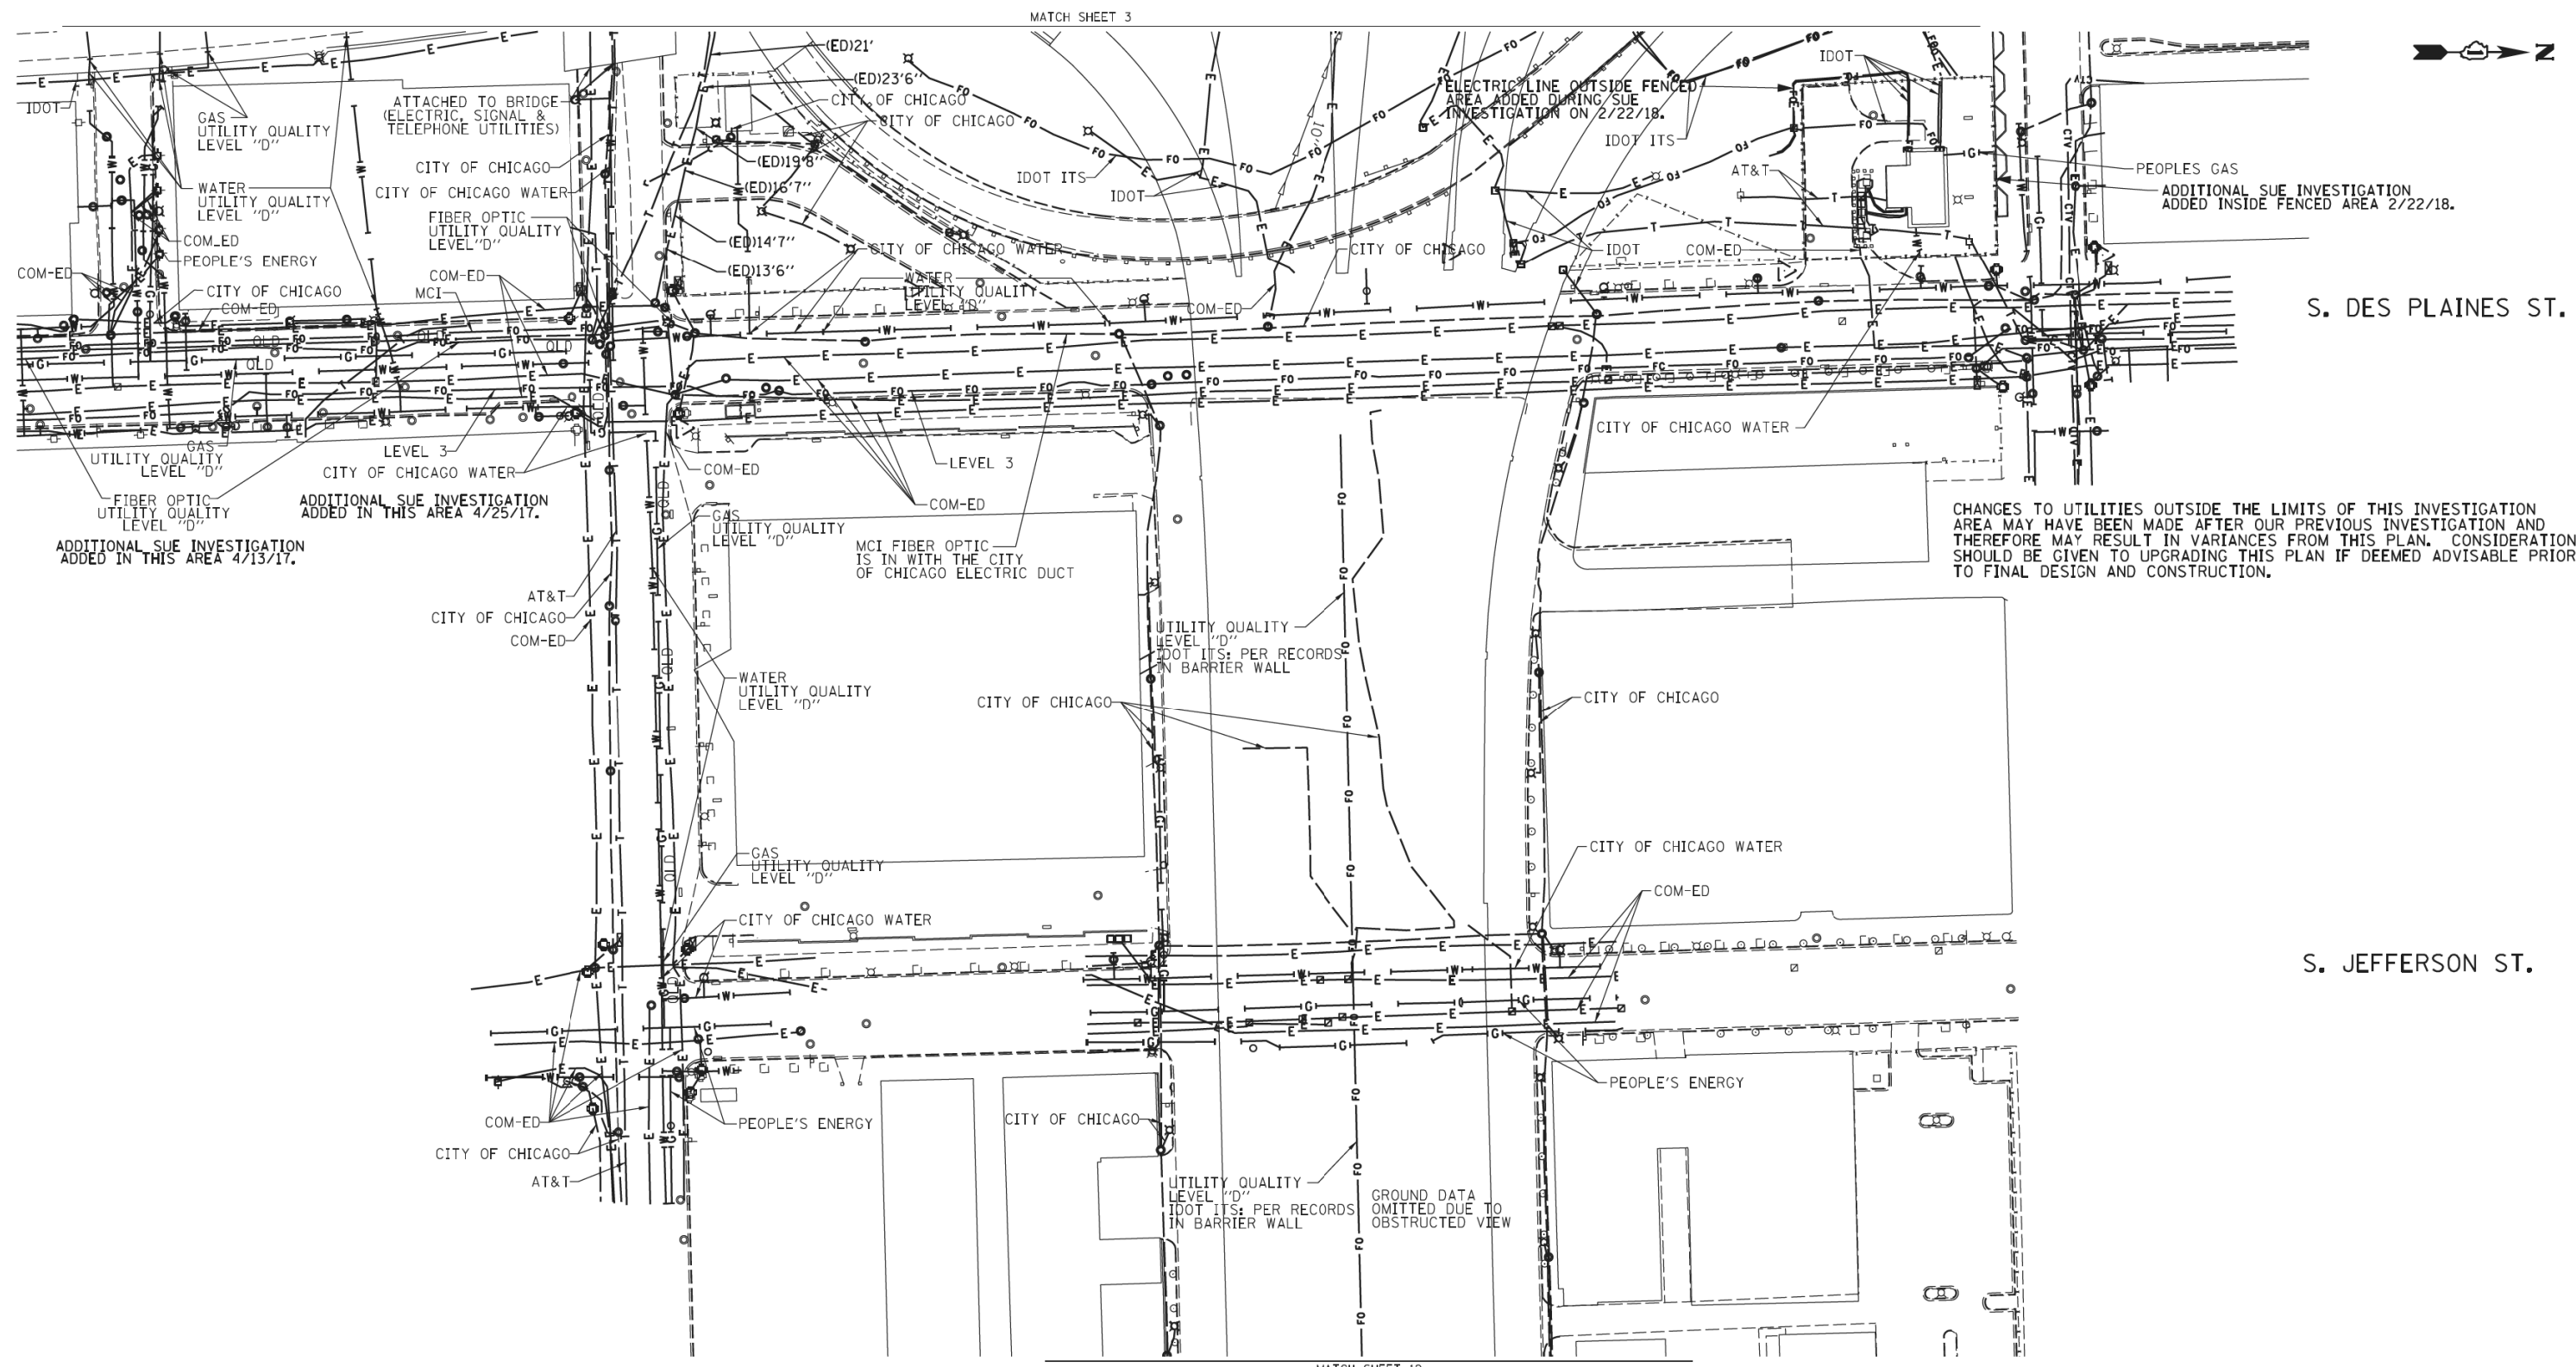 MATCH SHEET 3
(ED)21'
(ED)23'6''
CITY OF CHICAGO
CITY OF CHICAGO
(ED)19'8''
(ED)16'7''
(ED)14'7''
(ED)13'6''
IDOT
GAS
UTILITY QUALITY
LEVEL "D"
ATTACHED TO BRIDGE
(ELECTRIC, SIGNAL &
TELEPHONE UTILITIES)
CITY OF CHICAGO
CITY OF CHICAGO WATER
WATER
UTILITY QUALITY
LEVEL "D"
FIBER OPTIC
UTILITY QUALITY
LEVEL"D"
COM_ED
PEOPLE'S ENERGY
COM-ED
CITY OF CHICAGO
COM-ED
COM-ED
MCI
IDOT ITS
IDOT
ELECTRIC LINE OUTSIDE FENCED
AREA ADDED DURING SUE
INVESTIGATION ON 2/22/18.
IDOT
IDOT ITS
AT&T
PEOPLES GAS
ADDITIONAL SUE INVESTIGATION
ADDED INSIDE FENCED AREA 2/22/18.
N
CITY OF CHICAGO WATER
WATER
UTILITY QUALITY
LEVEL "D"
CITY OF CHICAGO
COM-ED
IDOT
COM-ED
S. DES PLAINES ST.
QLD
QLD
QLD
QLD
GAS
UTILITY QUALITY
LEVEL "D"
LEVEL 3
CITY OF CHICAGO WATER
FIBER OPTIC
UTILITY QUALITY
LEVEL "D"
ADDITIONAL SUE INVESTIGATION
ADDED IN THIS AREA 4/25/17.
ADDITIONAL SUE INVESTIGATION
ADDED IN THIS AREA 4/13/17.
COM-ED
LEVEL 3
COM-ED
CITY OF CHICAGO WATER
GAS
UTILITY QUALITY
LEVEL "D"
MCI FIBER OPTIC
IS IN WITH THE CITY
OF CHICAGO ELECTRIC DUCT
CHANGES TO UTILITIES OUTSIDE THE LIMITS OF THIS INVESTIGATION
AREA MAY HAVE BEEN MADE AFTER OUR PREVIOUS INVESTIGATION AND
THEREFORE MAY RESULT IN VARIANCES FROM THIS PLAN. CONSIDERATION
SHOULD BE GIVEN TO UPGRADING THIS PLAN IF DEEMED ADVISABLE PRIOR
TO FINAL DESIGN AND CONSTRUCTION.
AT&T
CITY OF CHICAGO
COM-ED
UTILITY QUALITY
LEVEL "D"
IDOT ITS: PER RECORDS
IN BARRIER WALL
WATER
UTILITY QUALITY
LEVEL "D"
CITY OF CHICAGO
CITY OF CHICAGO
GAS
UTILITY QUALITY
LEVEL "D"
CITY OF CHICAGO WATER
COM-ED
CITY OF CHICAGO WATER
S. JEFFERSON ST.
PEOPLE'S ENERGY
COM-ED
PEOPLE'S ENERGY
CITY OF CHICAGO
CITY OF CHICAGO
AT&T
UTILITY QUALITY
LEVEL "D"
IDOT ITS: PER RECORDS
IN BARRIER WALL
GROUND DATA
OMITTED DUE TO
OBSTRUCTED VIEW